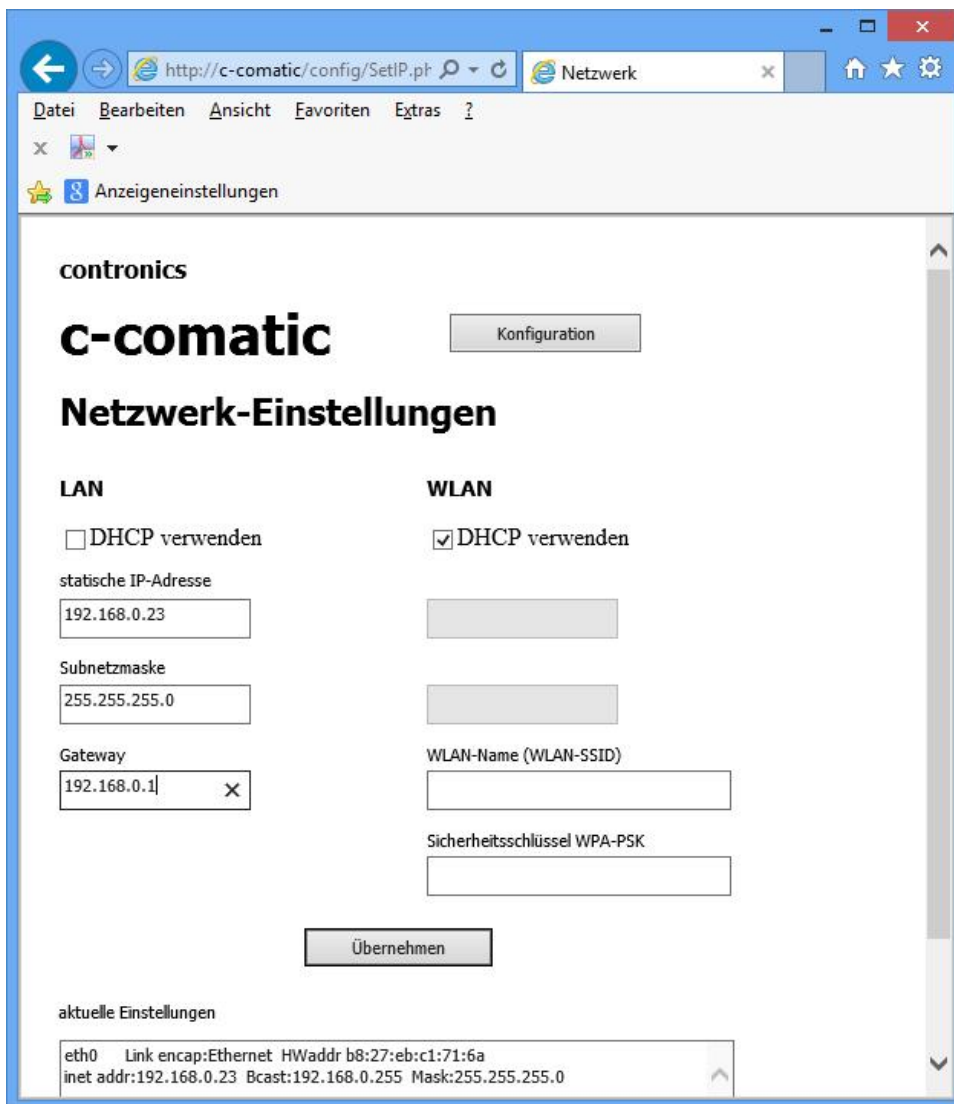 http://c-comatic/config/SetIP.ph
Netzwerk
Datei Bearbeiten Ansicht Favoriten Extras ?
Anzeigeneinstellungen
contronics
c-comatic
Konfiguration
Netzwerk-Einstellungen
LAN
WLAN
DHCP verwenden
DHCP verwenden
statische IP-Adresse
192.168.0.23
Subnetzmaske
255.255.255.0
Gateway
WLAN-Name (WLAN-SSID)
192.168.0.1
Sicherheitsschlüssel WPA-PSK
Übernehmen
aktuelle Einstellungen
eth0 Link encap:Ethernet HWaddr b8:27:eb:c1:71:6a
inet addr:192.168.0.23 Bcast:192.168.0.255 Mask:255.255.255.0